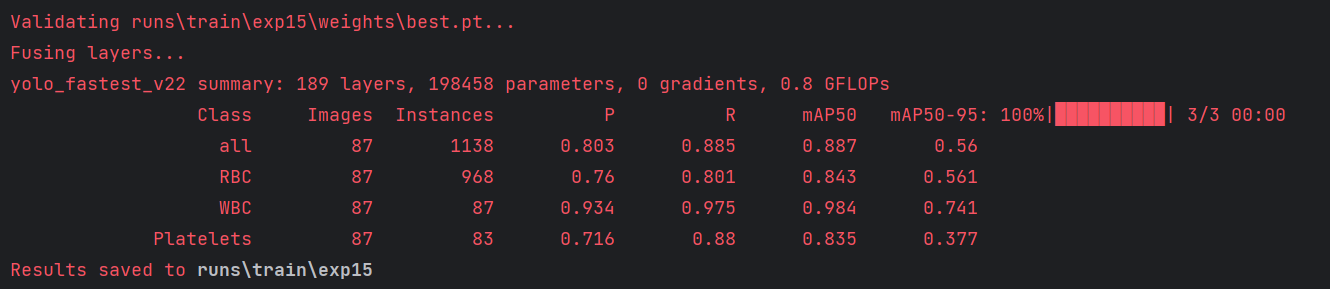 Validating runs\train\exp15\weights\best.pt...
Fusing layers...
yolo_fastest_v22 summary: 189 layers, 198458 parameters, 0 gradients, 0.8 GFLOPs
Class Images Instances P R mAP50 mAP50-95: 100%|██████████| 3/3 00:00
all 87 1138 0.803 0.885 0.887 0.56
RBC 87 968 0.76 0.801 0.843 0.561
WBC 87 87 0.934 0.975 0.984 0.741
Platelets 87 83 0.716 0.88 0.835 0.377
Results saved to runs\train\exp15